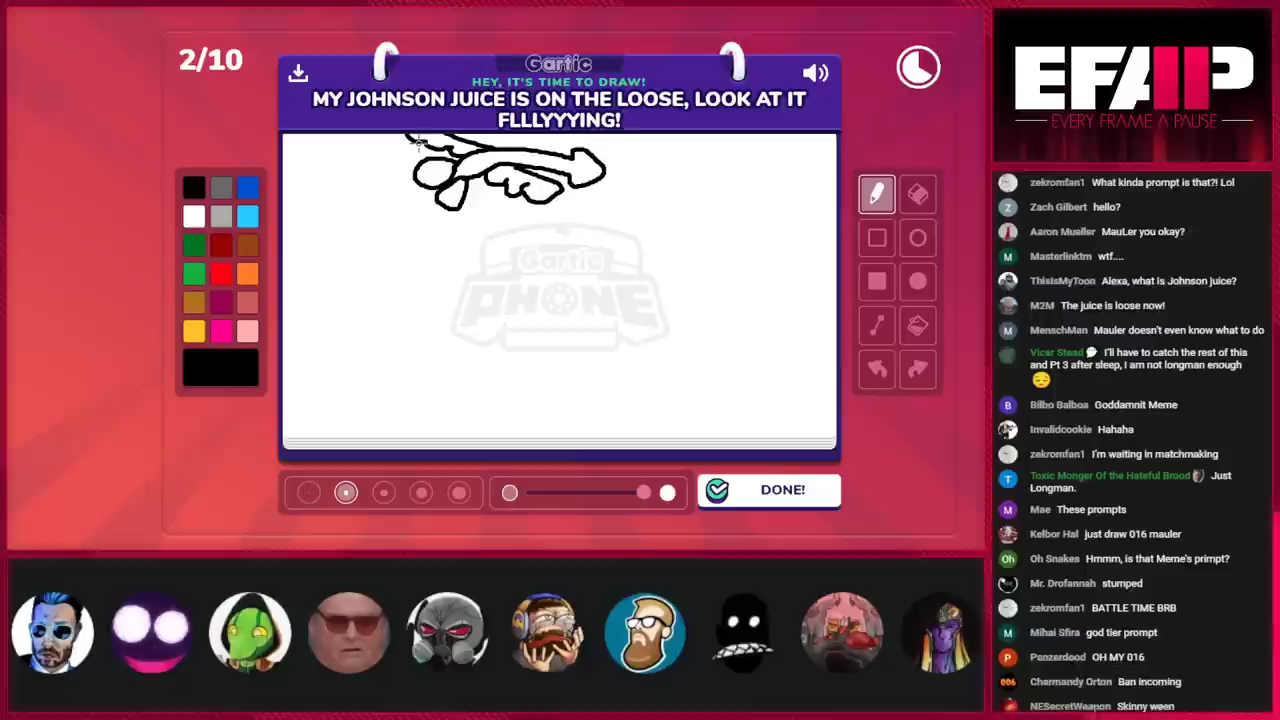 2/10
Gartic
HEY, IT'S TIME TO DRAW!
MY JOHNSON JUICE IS ON THE LOOSE, LOOK AT IT
FLLLYYYING!
Gartic
PHONE
DONE!
EFAP
EVERY FRAME A PAUSE
zekromfan1 What kinda prompt is that?! Lol
Z Zach Gilbert hello?
Aaron Mueller MauLer you okay?
M Masterlinktm wtf....
ThisIsMyToon Alexa, what is Johnson juice?
M2M The juice is loose now!
M MenschMan Mauler doesn't even know what to do
Vicar Stead I'll have to catch the rest of this
and Pt 3 after sleep, I am not longman enough
B Bilbo Balboa Goddamnit Meme
Invalidcookie Hahaha
zekromfan1 I'm waiting in matchmaking
T Toxic Monger Of the Hateful Brood Just
Longman.
M Mae These prompts
Kelbor Hal just draw 016 mauler
Oh Oh Snakes Hmmm, is that Meme's primpt?
Mr. Drofannah stumped
zekromfan1 BATTLE TIME BRB
M Mihai Sfira god tier prompt
P Panzerdood OH MY 016
Charmandy Orton Ban incoming
NESecretWeapon Skinny ween